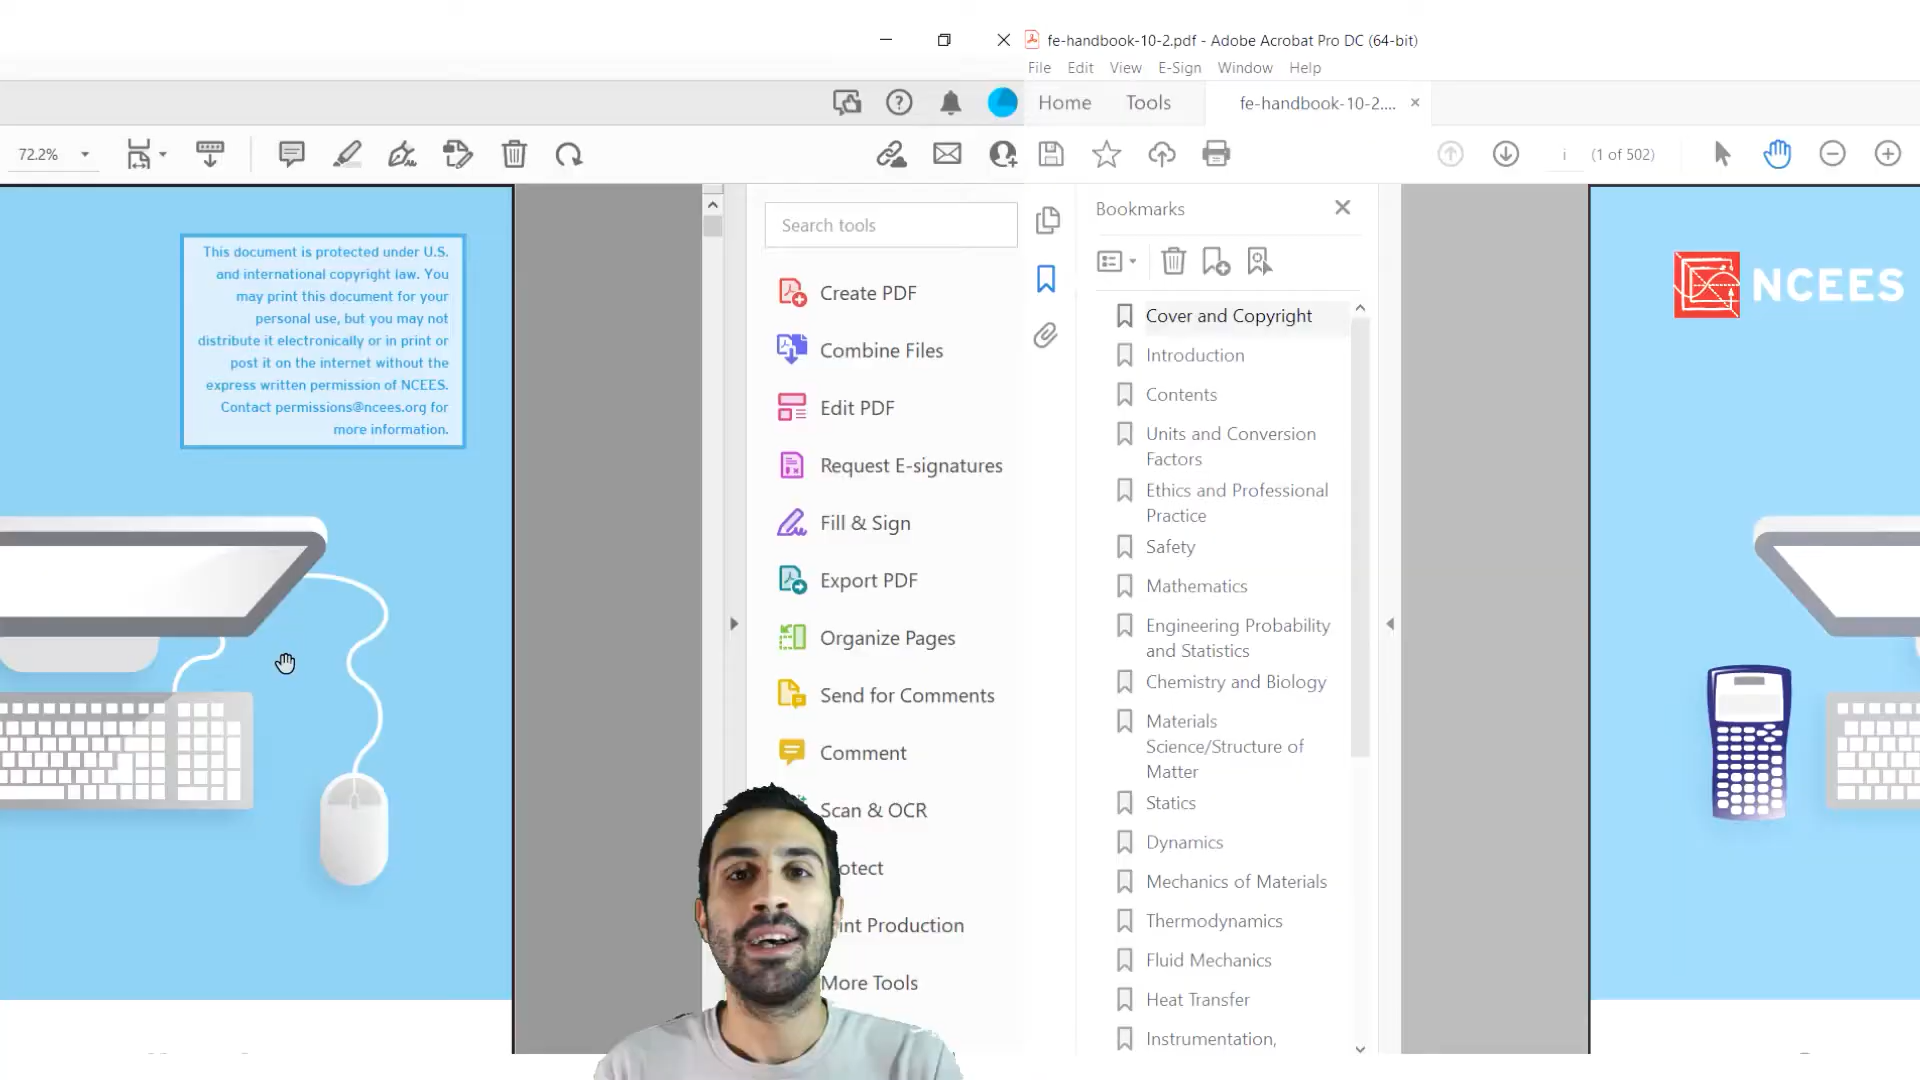 fe-handbook-10-2.pdf - Adobe Acrobat Pro DC (64-bit)
File Edit View E-Sign Window Help
Home Tools fe-handbook-10-2....
72.2%
i (1 of 502)
This document is protected under U.S.
and international copyright law. You
may print this document for your
personal use, but you may not
distribute it electronically or in print or
post it on the internet without the
express written permission of NCEES.
Contact permissions@ncees.org for
more information.
Search tools
Create PDF
Combine Files
Edit PDF
Request E-signatures
Fill & Sign
Export PDF
Organize Pages
Send for Comments
Comment
Scan & OCR
otect
int Production
More Tools
Bookmarks
Cover and Copyright
Introduction
Contents
Units and Conversion
Factors
Ethics and Professional
Practice
Safety
Mathematics
Engineering Probability
and Statistics
Chemistry and Biology
Materials
Science/Structure of
Matter
Statics
Dynamics
Mechanics of Materials
Thermodynamics
Fluid Mechanics
Heat Transfer
Instrumentation,
NCEES